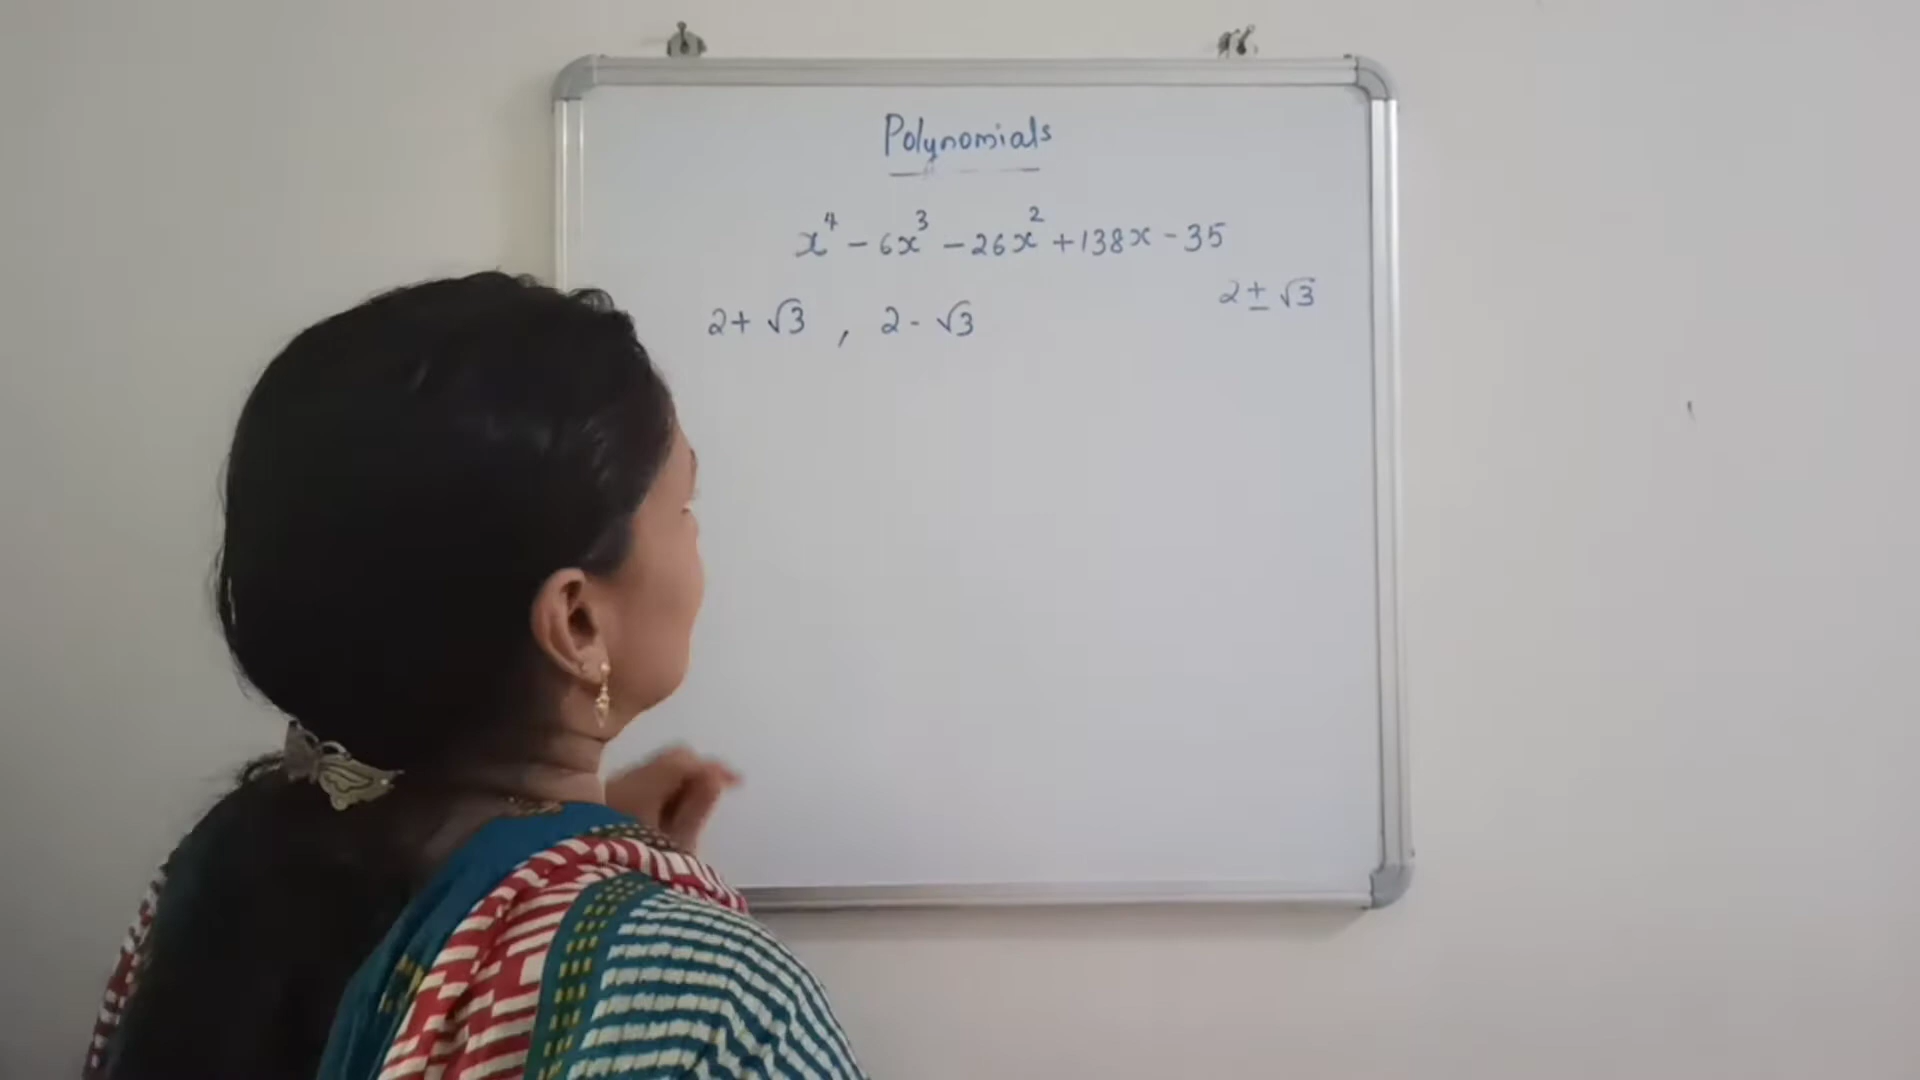 Polynomials
x⁴ - 6x³ - 26x² + 138x - 35
2 ± √3
2 + √3 , 2 - √3